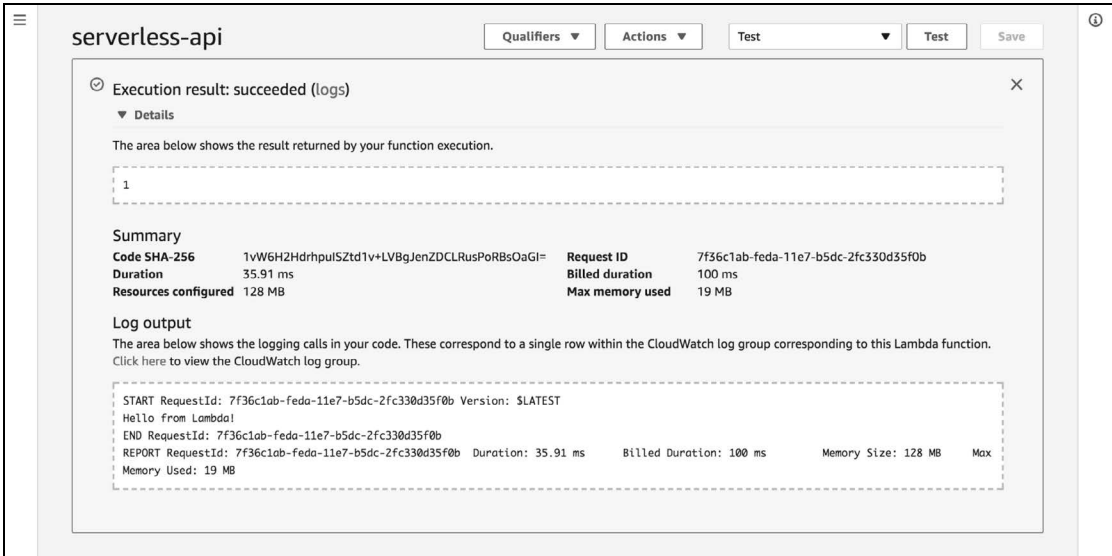 serverless-api
Qualifiers ▼
Actions ▼
Test ▼
Test
Save
Execution result: succeeded (logs)
▼ Details
The area below shows the result returned by your function execution.
1
Summary
Code SHA-256 1vW6H2HdrhpuISZtd1v+LVBgJenZDCLRusPoRBsOaGI= Request ID 7f36c1ab-feda-11e7-b5dc-2fc330d35f0b
Duration 35.91 ms Billed duration 100 ms
Resources configured 128 MB Max memory used 19 MB
Log output
The area below shows the logging calls in your code. These correspond to a single row within the CloudWatch log group corresponding to this Lambda function.
Click here to view the CloudWatch log group.
START RequestId: 7f36c1ab-feda-11e7-b5dc-2fc330d35f0b Version: $LATEST
Hello from Lambda!
END RequestId: 7f36c1ab-feda-11e7-b5dc-2fc330d35f0b
REPORT RequestId: 7f36c1ab-feda-11e7-b5dc-2fc330d35f0b Duration: 35.91 ms Billed Duration: 100 ms Memory Size: 128 MB Max
Memory Used: 19 MB